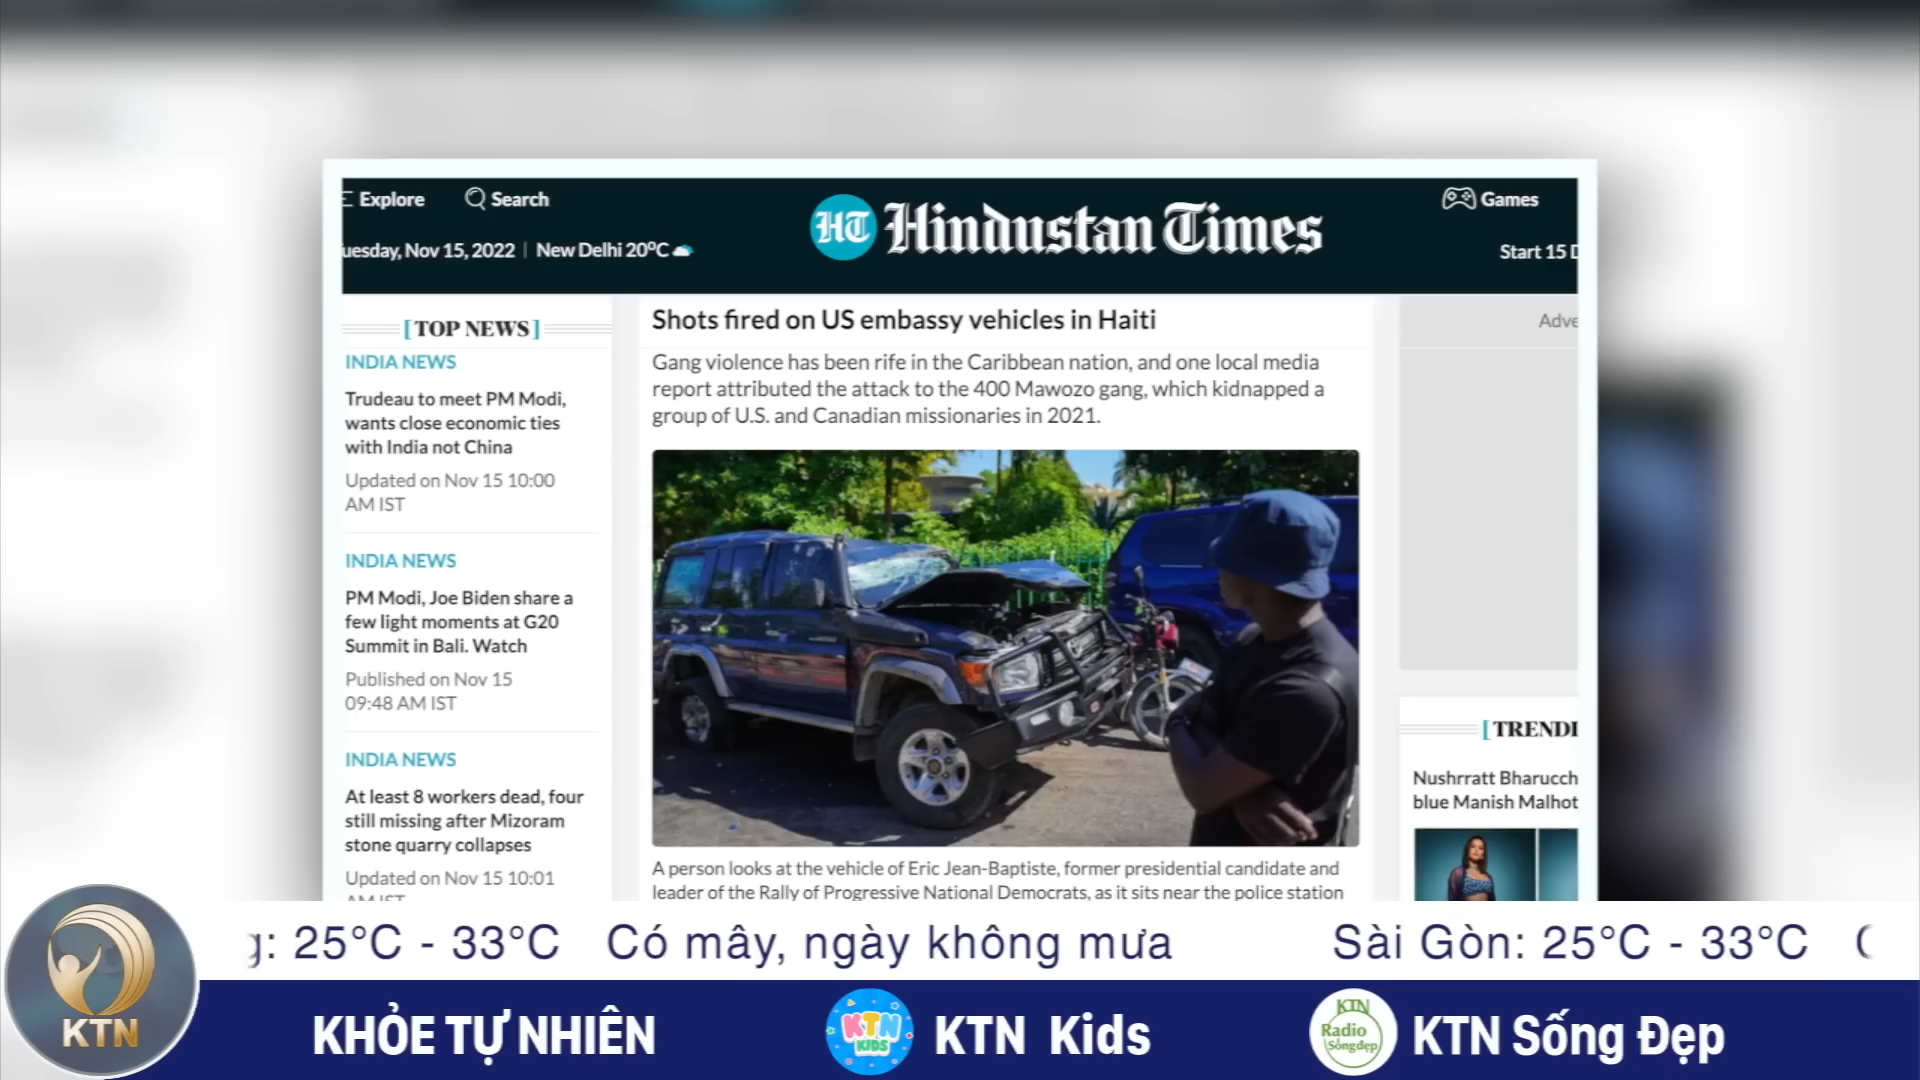 Explore
Search
HT Hindustan Times
Games
uesday, Nov 15, 2022 | New Delhi 20°C
Start 15 D
[TOP NEWS]
INDIA NEWS
Trudeau to meet PM Modi,
wants close economic ties
with India not China
Updated on Nov 15 10:00
AM IST
INDIA NEWS
PM Modi, Joe Biden share a
few light moments at G20
Summit in Bali. Watch
Published on Nov 15
09:48 AM IST
INDIA NEWS
At least 8 workers dead, four
still missing after Mizoram
stone quarry collapses
Updated on Nov 15 10:01
AM IST
Shots fired on US embassy vehicles in Haiti
Gang violence has been rife in the Caribbean nation, and one local media
report attributed the attack to the 400 Mawozo gang, which kidnapped a
group of U.S. and Canadian missionaries in 2021.
A person looks at the vehicle of Eric Jean-Baptiste, former presidential candidate and
leader of the Rally of Progressive National Democrats, as it sits near the police station
Adve
[TRENDI
Nushrratt Bharucch
blue Manish Malhot
g: 25°C - 33°C Có mây, ngày không mưa Sài Gòn: 25°C - 33°C C
KTN
KHỎE TỰ NHIÊN
KTN KIDS
KTN Kids
KTN Radio Sống đẹp
KTN Sống Đẹp